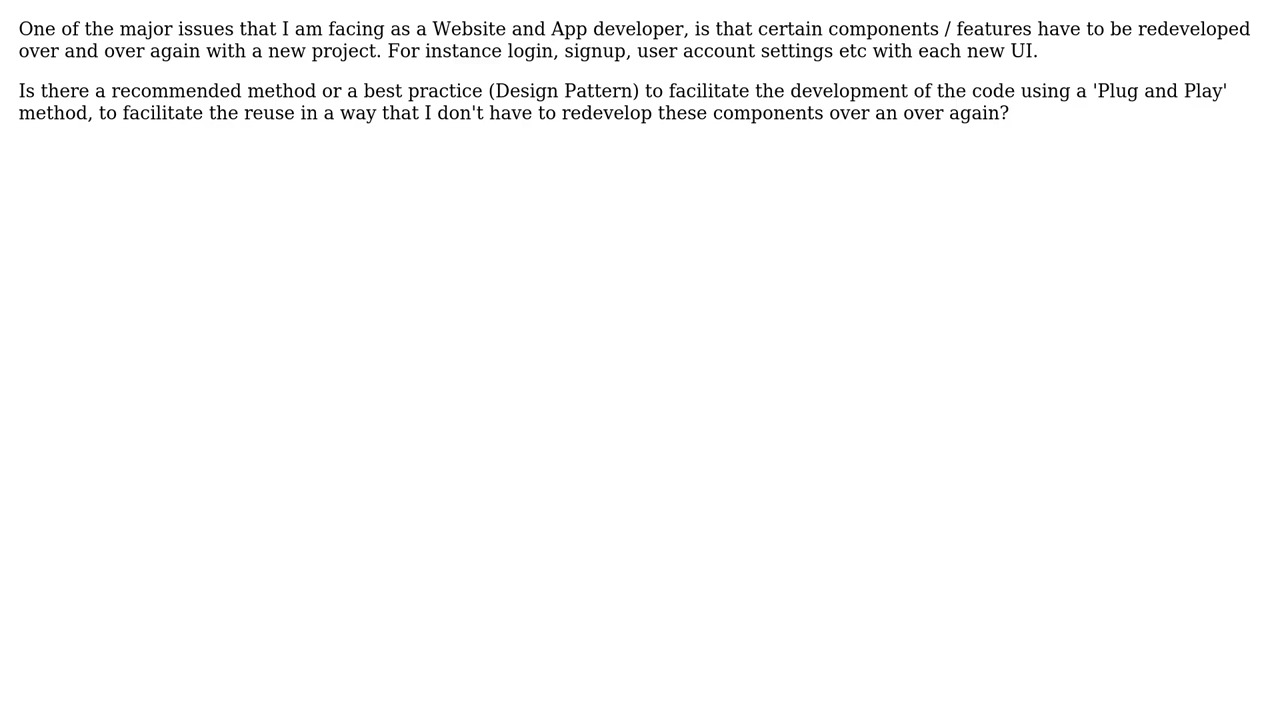 One of the major issues that I am facing as a Website and App developer, is that certain components / features have to be redeveloped
over and over again with a new project. For instance login, signup, user account settings etc with each new UI.
Is there a recommended method or a best practice (Design Pattern) to facilitate the development of the code using a 'Plug and Play'
method, to facilitate the reuse in a way that I don't have to redevelop these components over an over again?